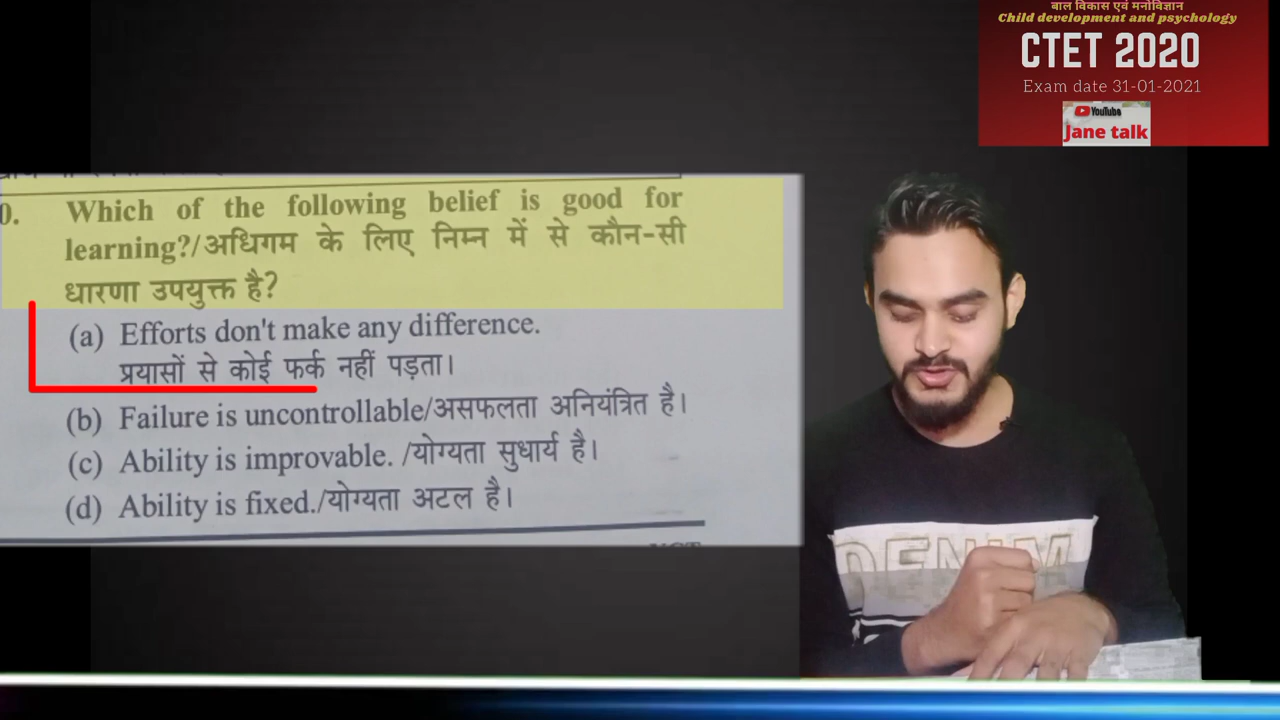 बाल विकास एवं मनोविज्ञान
Child development and psychology
CTET 2020
Exam date 31-01-2021
YouTube
Jane talk
0. Which of the following belief is good for
learning?/अधिगम के लिए निम्न में से कौन-सी
धारणा उपयुक्त है?
(a) Efforts don't make any difference.
प्रयासों से कोई फर्क नहीं पड़ता।
(b) Failure is uncontrollable/असफलता अनियंत्रित है।
(c) Ability is improvable. /योग्यता सुधार्य है।
(d) Ability is fixed./योग्यता अटल है।
DENIM